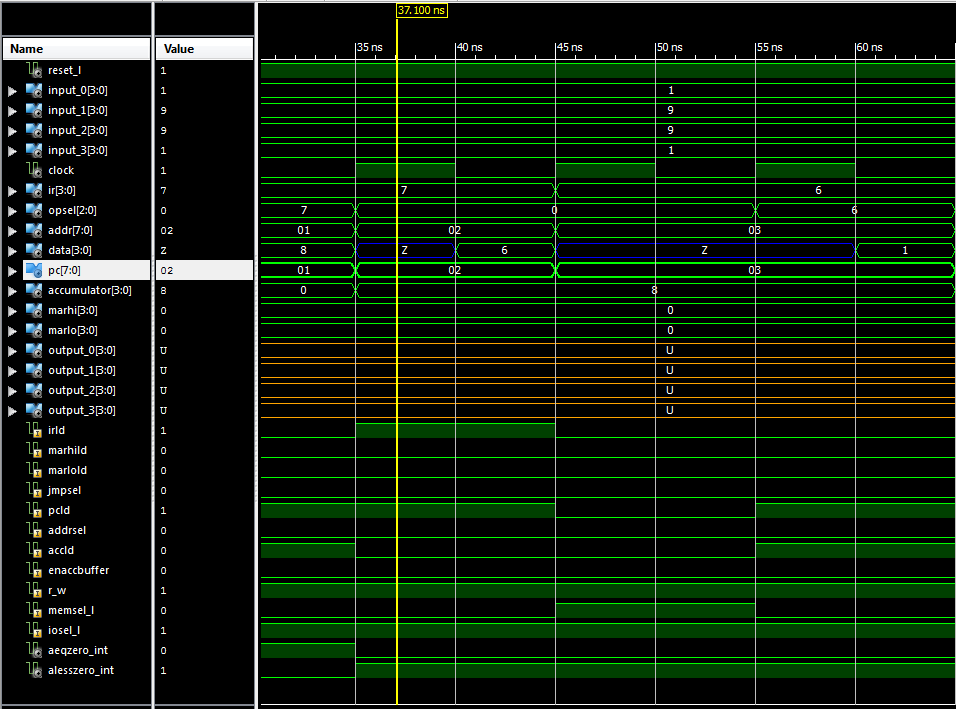 37.100 ns
Name Value 35 ns 40 ns 45 ns 50 ns 55 ns 60 ns
reset_l 1
input_0[3:0] 1 1
input_1[3:0] 9 9
input_2[3:0] 9 9
input_3[3:0] 1 1
clock 1
ir[3:0] 7 7 6
opsel[2:0] 0 7 0 6
addr[7:0] 02 01 02 03
data[3:0] Z 8 Z 6 Z 1
pc[7:0] 02 01 02 03
accumulator[3:0] 8 0 8
marhi[3:0] 0 0
marlo[3:0] 0 0
output_0[3:0] U U
output_1[3:0] U U
output_2[3:0] U U
output_3[3:0] U U
irld 1
marhild 0
marlold 0
jmpsel 0
pcld 1
addrsel 0
accld 0
enaccbuffer 0
r_w 1
memsel_l 0
iosel_l 1
aeqzero_int 0
alesszero_int 1